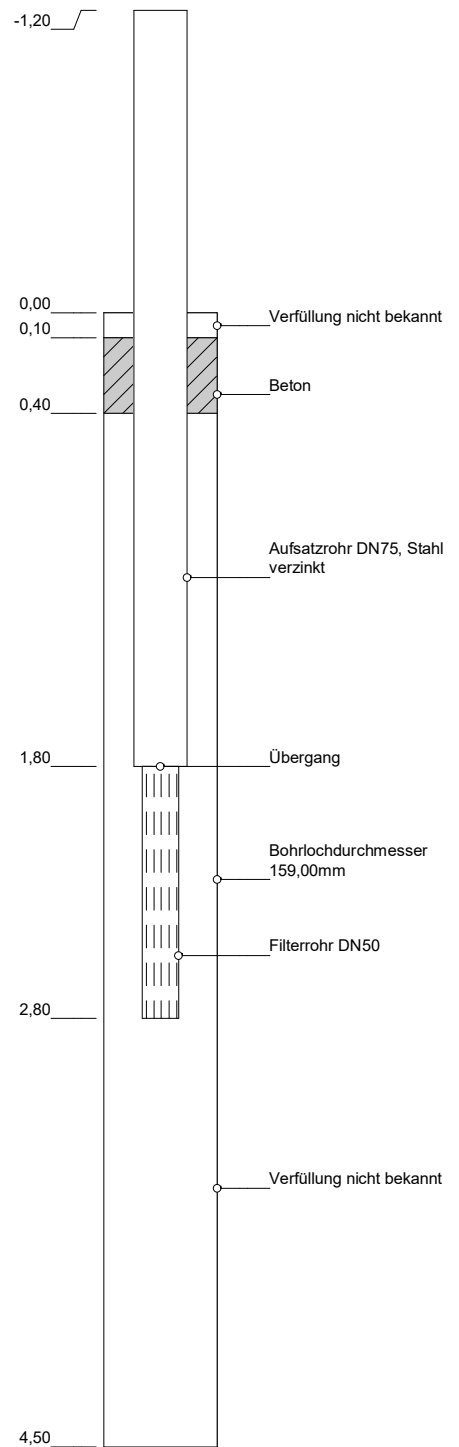 -1,20
0,00
Verfüllung nicht bekannt
0,10
Beton
0,40
Aufsatzrohr DN75, Stahl
verzinkt
1,80
Übergang
Bohrlochdurchmesser
159,00mm
Filterrohr DN50
2,80
Verfüllung nicht bekannt
4,50